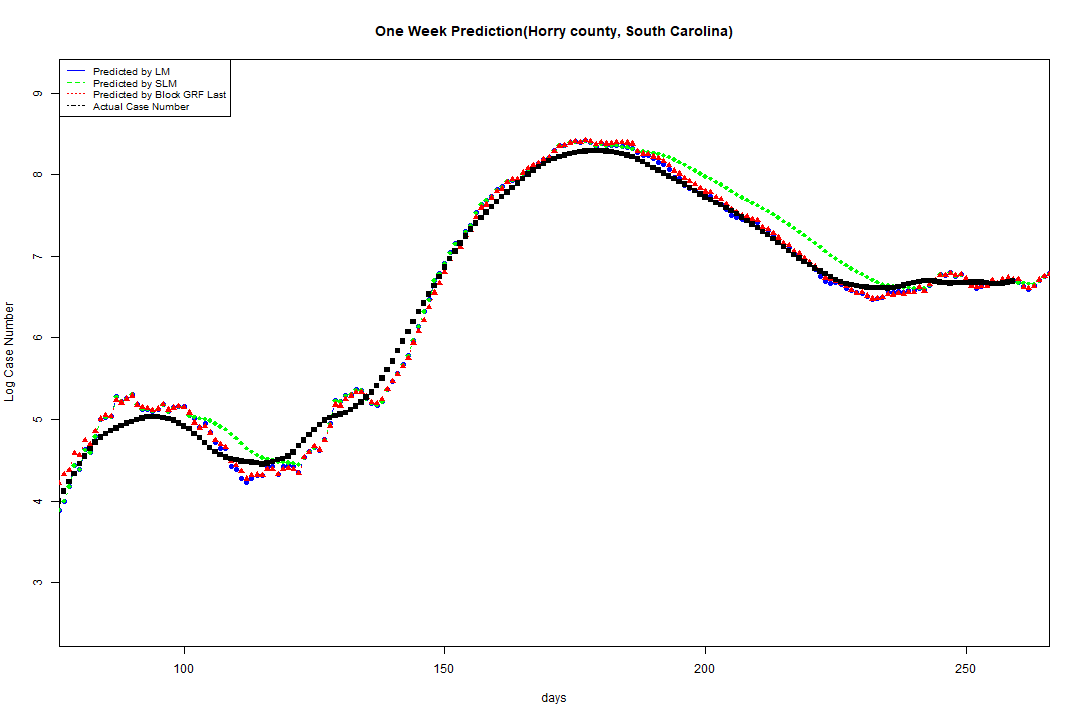 One Week Prediction(Horry county, South Carolina)
Predicted by LM
Predicted by SLM
Predicted by Block GRF Last
Actual Case Number
9
8
7
6
5
4
3
Log Case Number
100 150 200 250
days